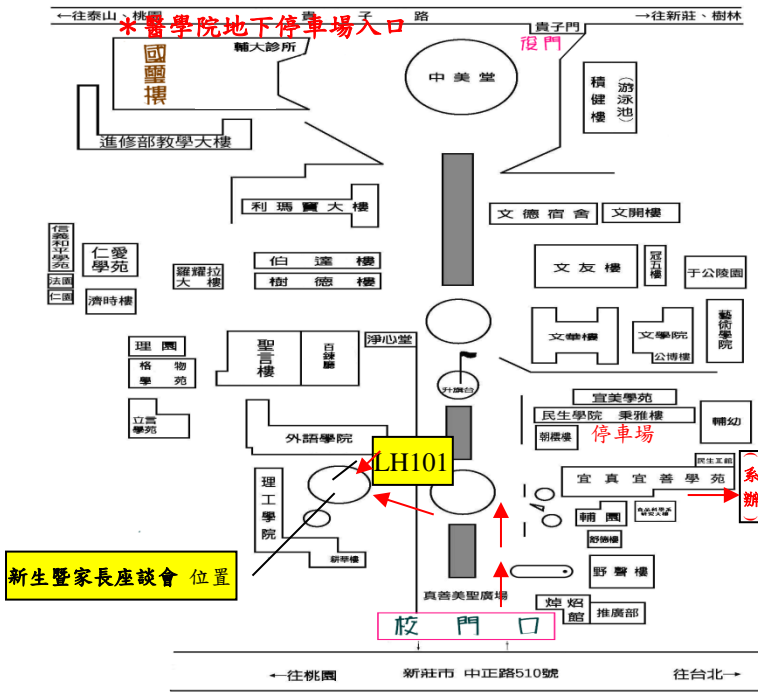 ←往泰山、桃園 貴子路 →往新莊、樹林
＊醫學院地下停車場入口
貴子門
後門
國璽樓
輔大診所
中美堂
積健樓
（游泳池）
進修部教學大樓
利瑪竇大樓
文德宿舍
文開樓
信義和平學苑
仁愛學苑
法園
仁園
濟時樓
羅耀拉大樓
伯達樓
樹德樓
文友樓
冠五樓
于公陵園
理園
格物學苑
聖言樓
百鍊廳
淨心堂
文華樓
文學院
公博樓
藝術學院
升旗台
立言學苑
外語學院
宜美學苑
民生學院 秉雅樓
朝橒樓
停車場
輔幼
LH101
理工學院
民生工館
宜真宜善學苑
（系辦）
輔園
舒德樓
耕莘樓
新生暨家長座談會 位置
野聲樓
真善美聖廣場
焯炤館
推廣部
校門口
←往桃園 新莊市 中正路510號 往台北→